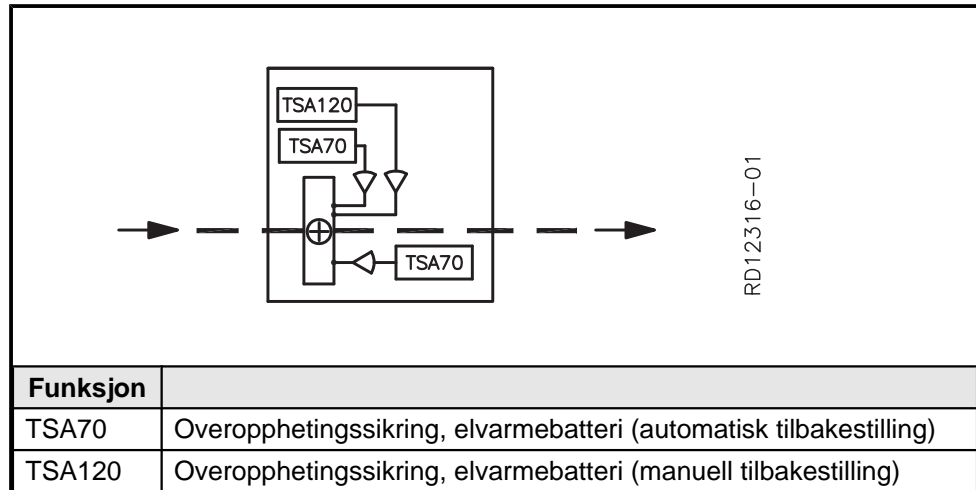 TSA120
TSA70
TSA70
RD12316-01
Funksjon
TSA70 Overopphetingssikring, elvarmebatteri (automatisk tilbakestilling)
TSA120 Overopphetingssikring, elvarmebatteri (manuell tilbakestilling)